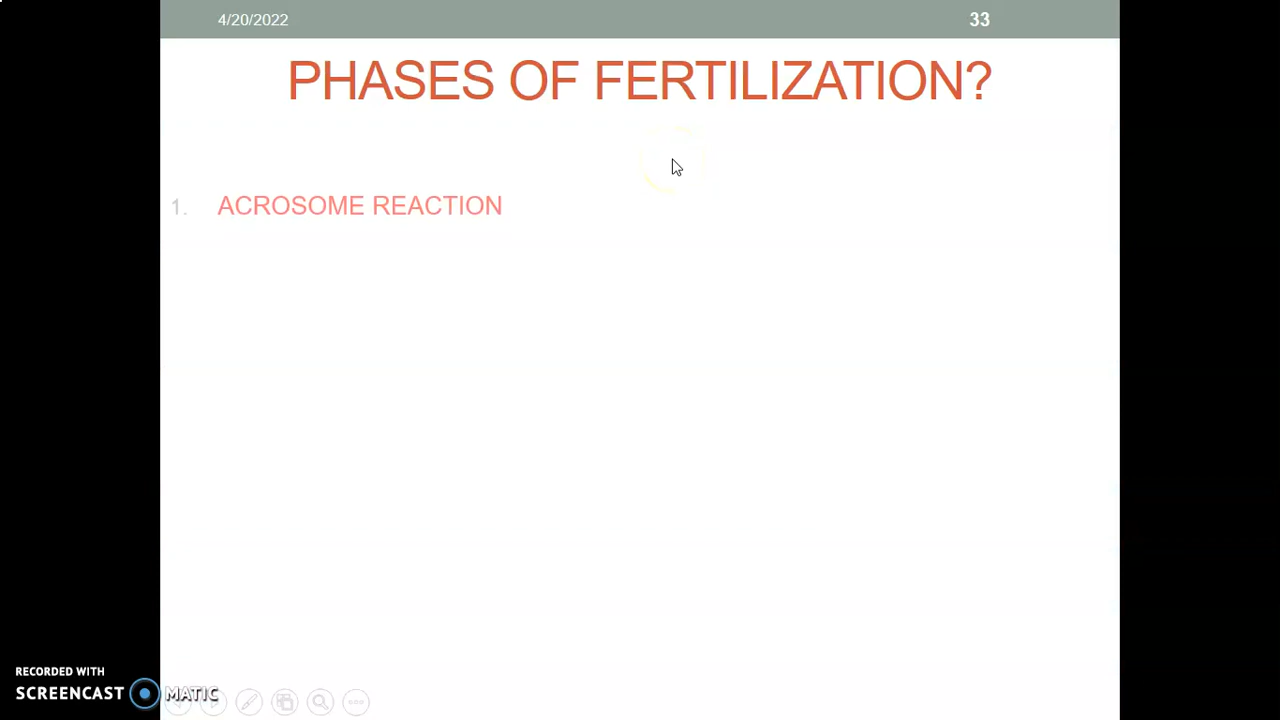 4/20/2022
33
PHASES OF FERTILIZATION?
1. ACROSOME REACTION
RECORDED WITH
SCREENCAST MATIC